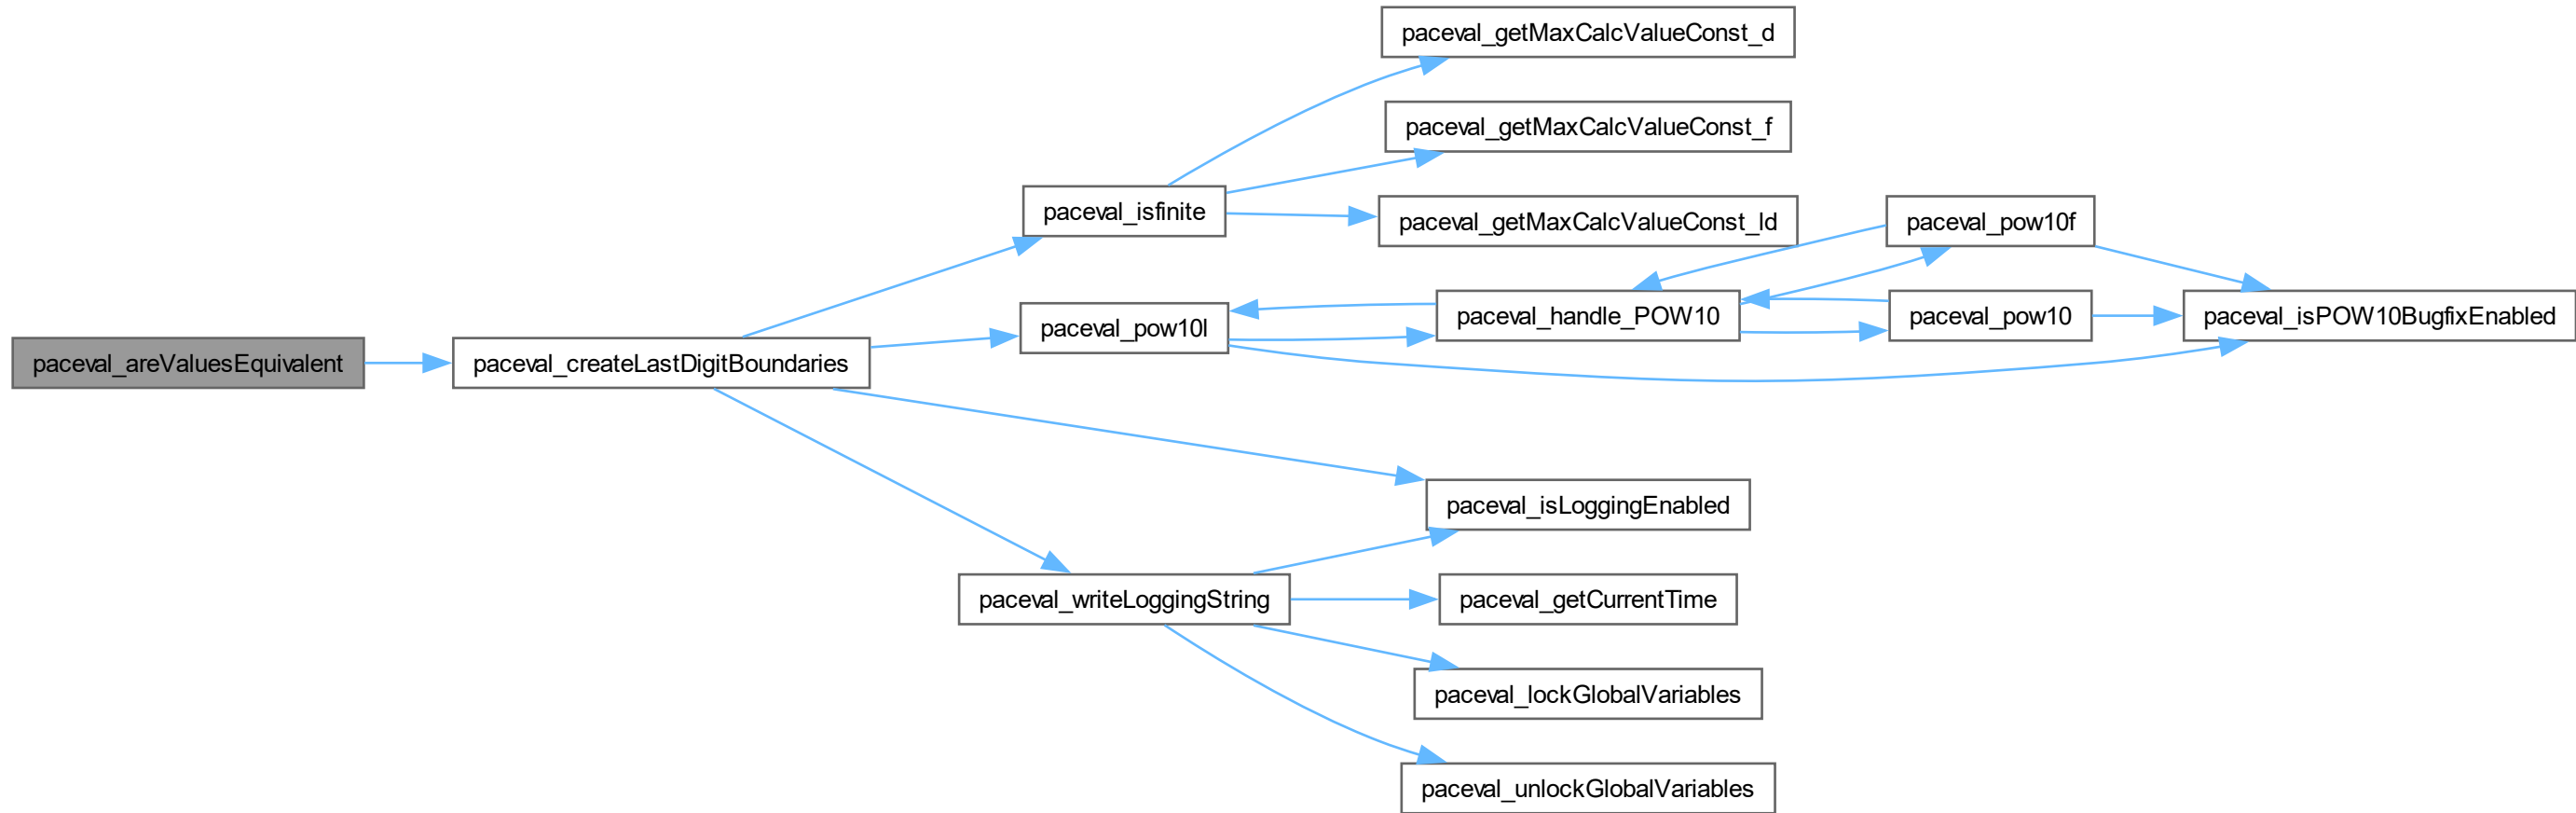 paceval_getMaxCalcValueConst_d
paceval_getMaxCalcValueConst_f
paceval_isfinite
paceval_getMaxCalcValueConst_ld
paceval_pow10f
paceval_pow10l
paceval_handle_POW10
paceval_pow10
paceval_isPOW10BugfixEnabled
paceval_areValuesEquivalent
paceval_createLastDigitBoundaries
paceval_isLoggingEnabled
paceval_writeLoggingString
paceval_getCurrentTime
paceval_lockGlobalVariables
paceval_unlockGlobalVariables